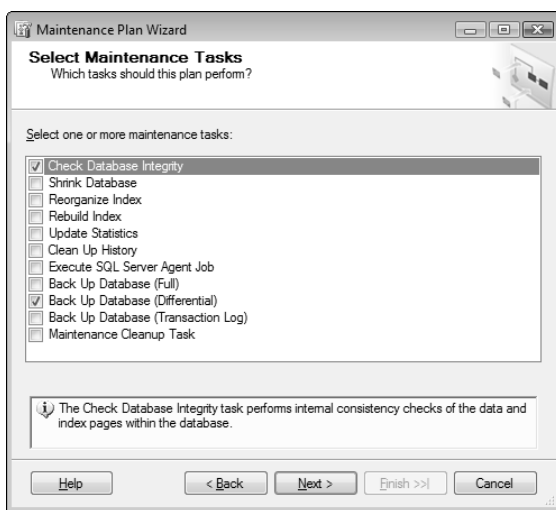 Maintenance Plan Wizard
Select Maintenance Tasks
Which tasks should this plan perform?
Select one or more maintenance tasks:
Check Database Integrity
Shrink Database
Reorganize Index
Rebuild Index
Update Statistics
Clean Up History
Execute SQL Server Agent Job
Back Up Database (Full)
Back Up Database (Differential)
Back Up Database (Transaction Log)
Maintenance Cleanup Task
The Check Database Integrity task performs internal consistency checks of the data and
index pages within the database.
Help < Back Next > Finish >>| Cancel